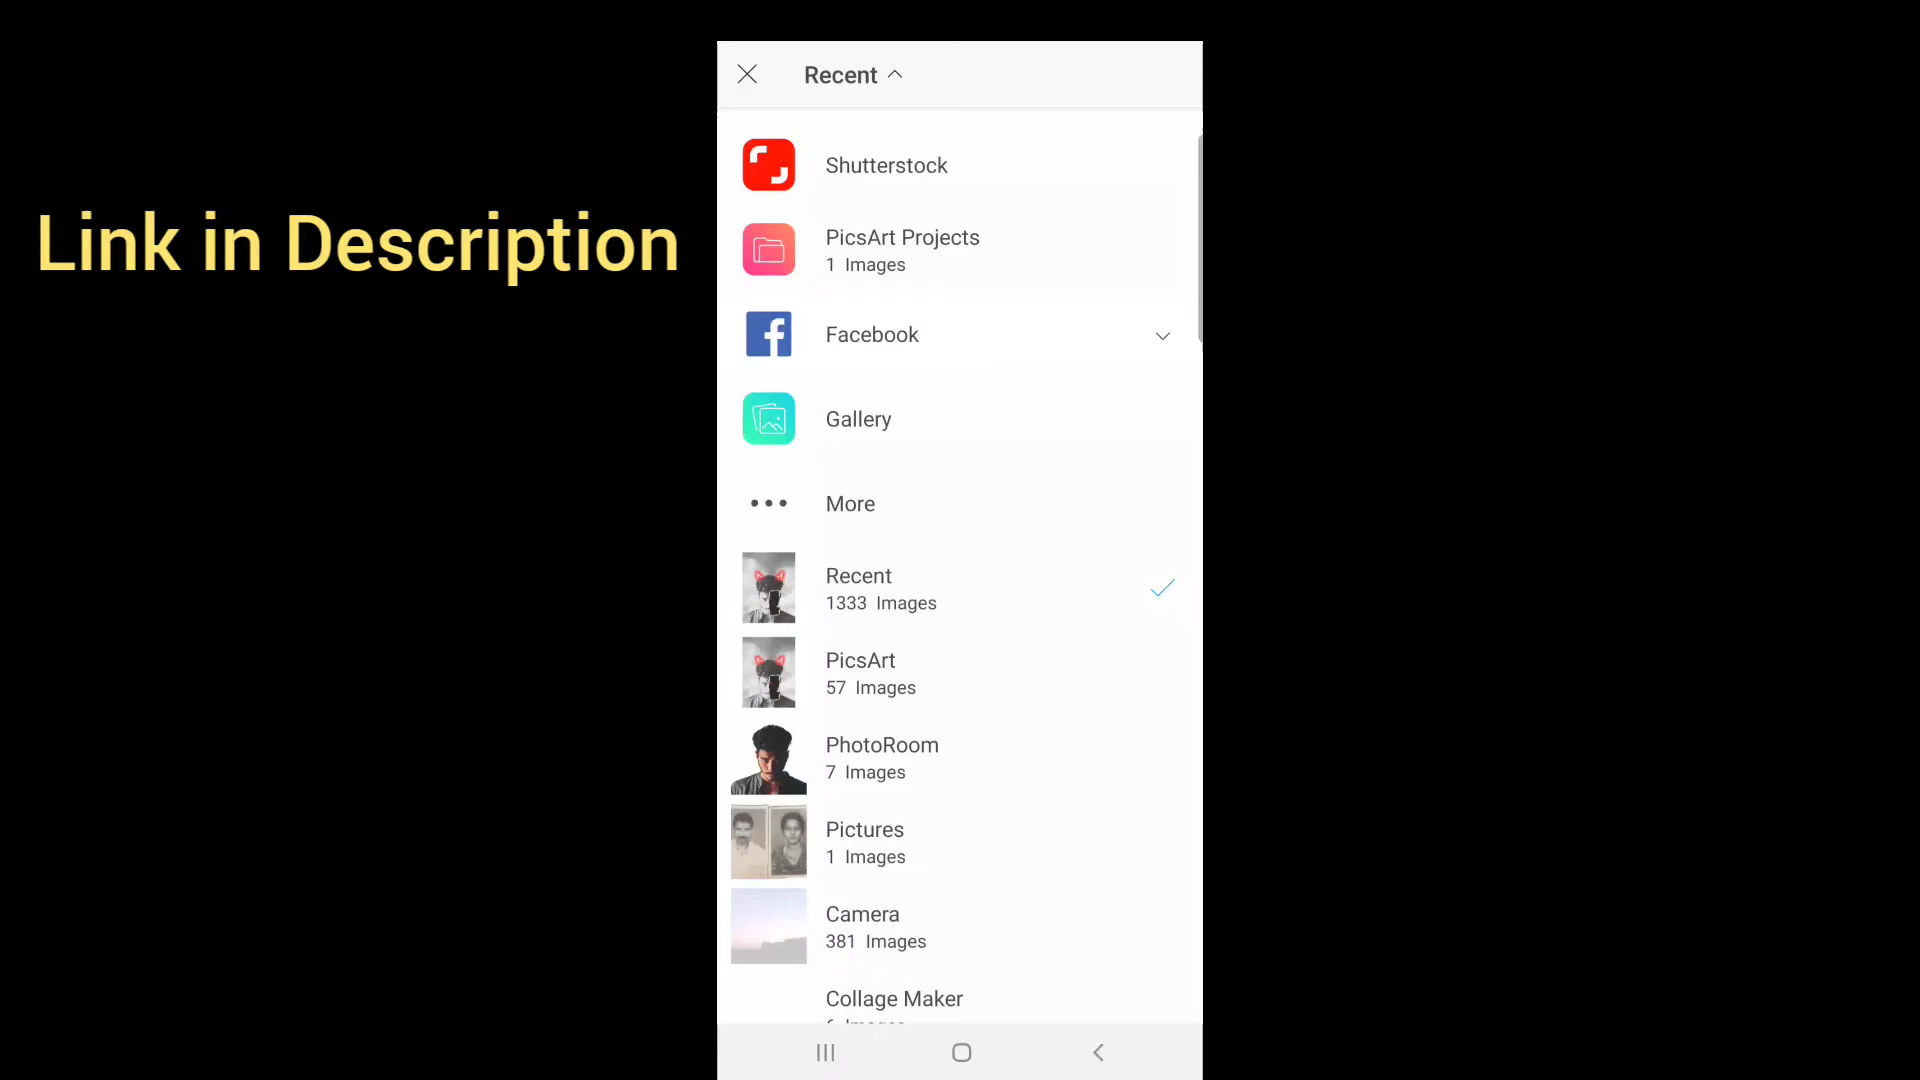 Recent
Link in Description
Shutterstock
PicsArt Projects
1 Images
Facebook
Gallery
More
Recent
1333 Images
PicsArt
57 Images
PhotoRoom
7 Images
Pictures
1 Images
Camera
381 Images
Collage Maker